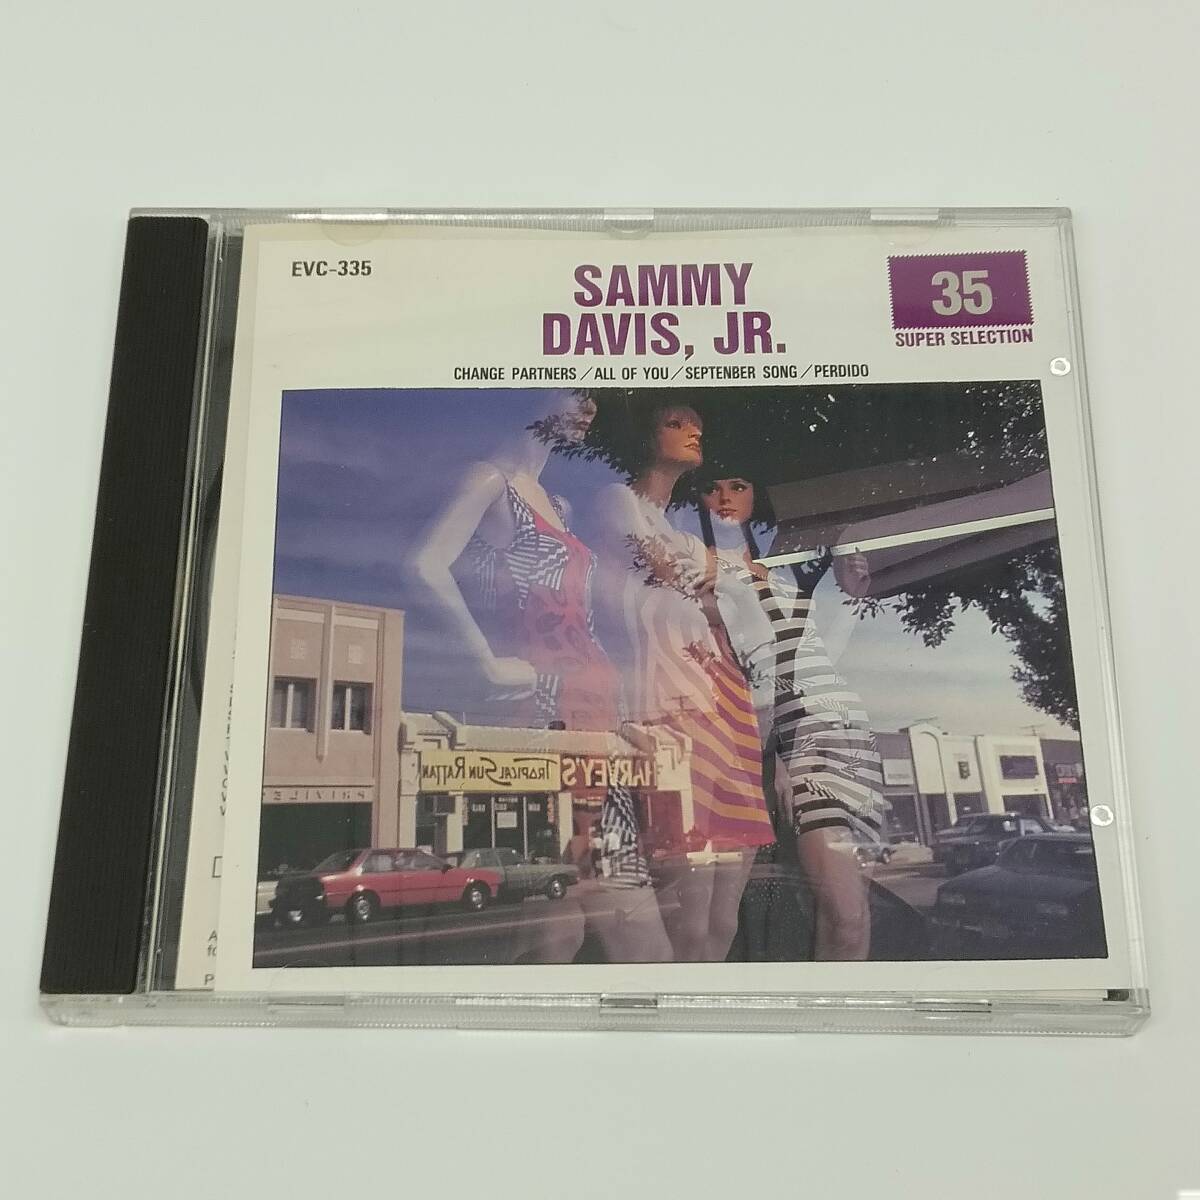 EVC-335
SAMMY
DAVIS, JR.
35
SUPER SELECTION
CHANGE PARTNERS/ALL OF YOU/SEPTENBER SONG/PERDIDO
HARVEY'S TROPICAL SUN RATTAN